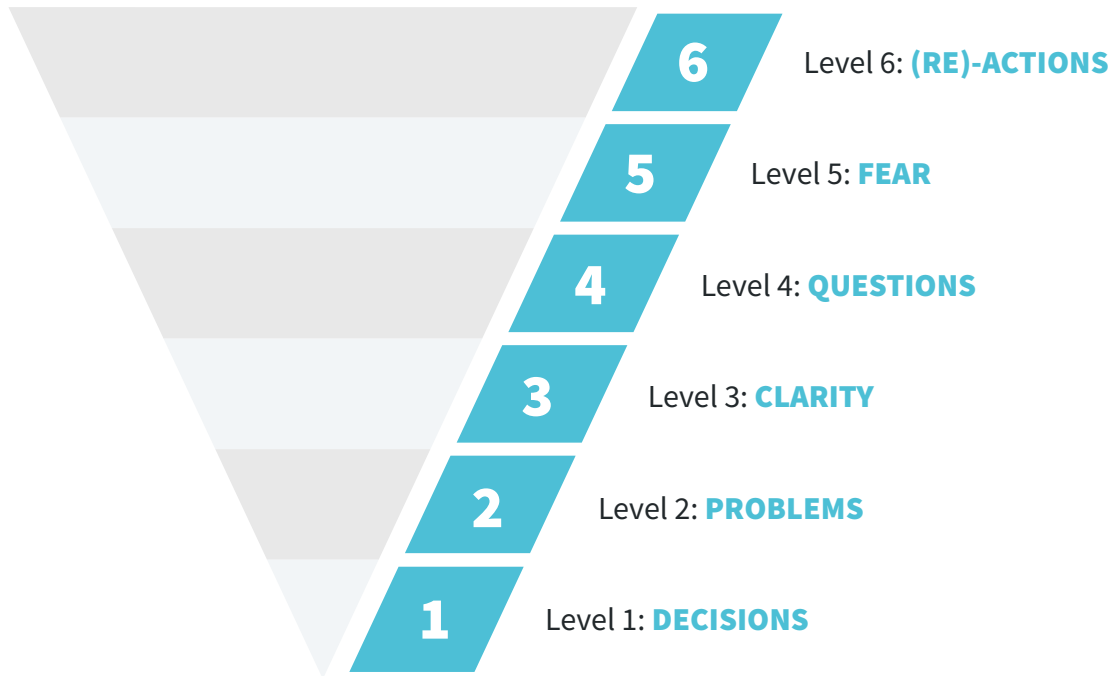 6
Level 6: (RE)-ACTIONS
5
Level 5: FEAR
4
Level 4: QUESTIONS
3
Level 3: CLARITY
2
Level 2: PROBLEMS
1
Level 1: DECISIONS